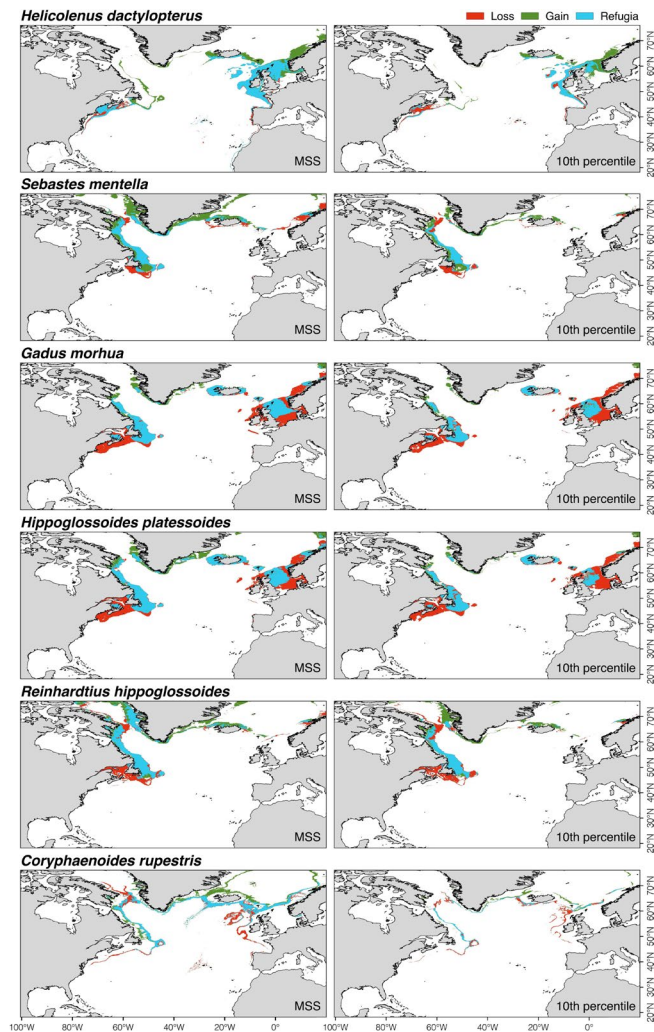 Helicolenus dactylopterus
Loss Gain Refugia
MSS
10th percentile
70°N
60°N
50°N
40°N
30°N
20°N
Sebastes mentella
MSS
10th percentile
70°N
60°N
50°N
40°N
30°N
20°N
Gadus morhua
MSS
10th percentile
70°N
60°N
50°N
40°N
30°N
20°N
Hippoglossoides platessoides
MSS
10th percentile
70°N
60°N
50°N
40°N
30°N
20°N
Reinhardtius hippoglossoides
MSS
10th percentile
70°N
60°N
50°N
40°N
30°N
20°N
Coryphaenoides rupestris
MSS
10th percentile
70°N
60°N
50°N
40°N
30°N
20°N
100°W 80°W 60°W 40°W 20°W 0°W 100°W 80°W 60°W 40°W 20°W 0°W